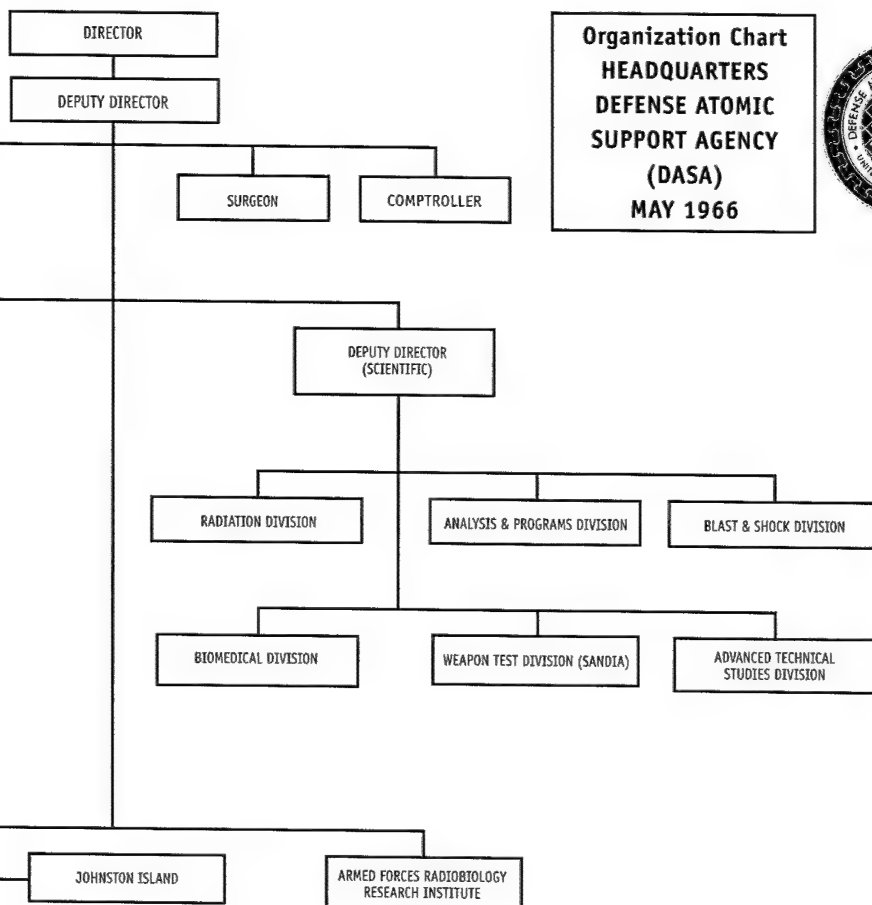 DIRECTOR
DEPUTY DIRECTOR
Organization Chart
HEADQUARTERS
DEFENSE ATOMIC
SUPPORT AGENCY
(DASA)
MAY 1966
DEFENSE
SURGEON
COMPTROLLER
DEPUTY DIRECTOR
(SCIENTIFIC)
RADIATION DIVISION
ANALYSIS & PROGRAMS DIVISION
BLAST & SHOCK DIVISION
BIOMEDICAL DIVISION
WEAPON TEST DIVISION (SANDIA)
ADVANCED TECHNICAL
STUDIES DIVISION
JOHNSTON ISLAND
ARMED FORCES RADIOBIOLOGY
RESEARCH INSTITUTE